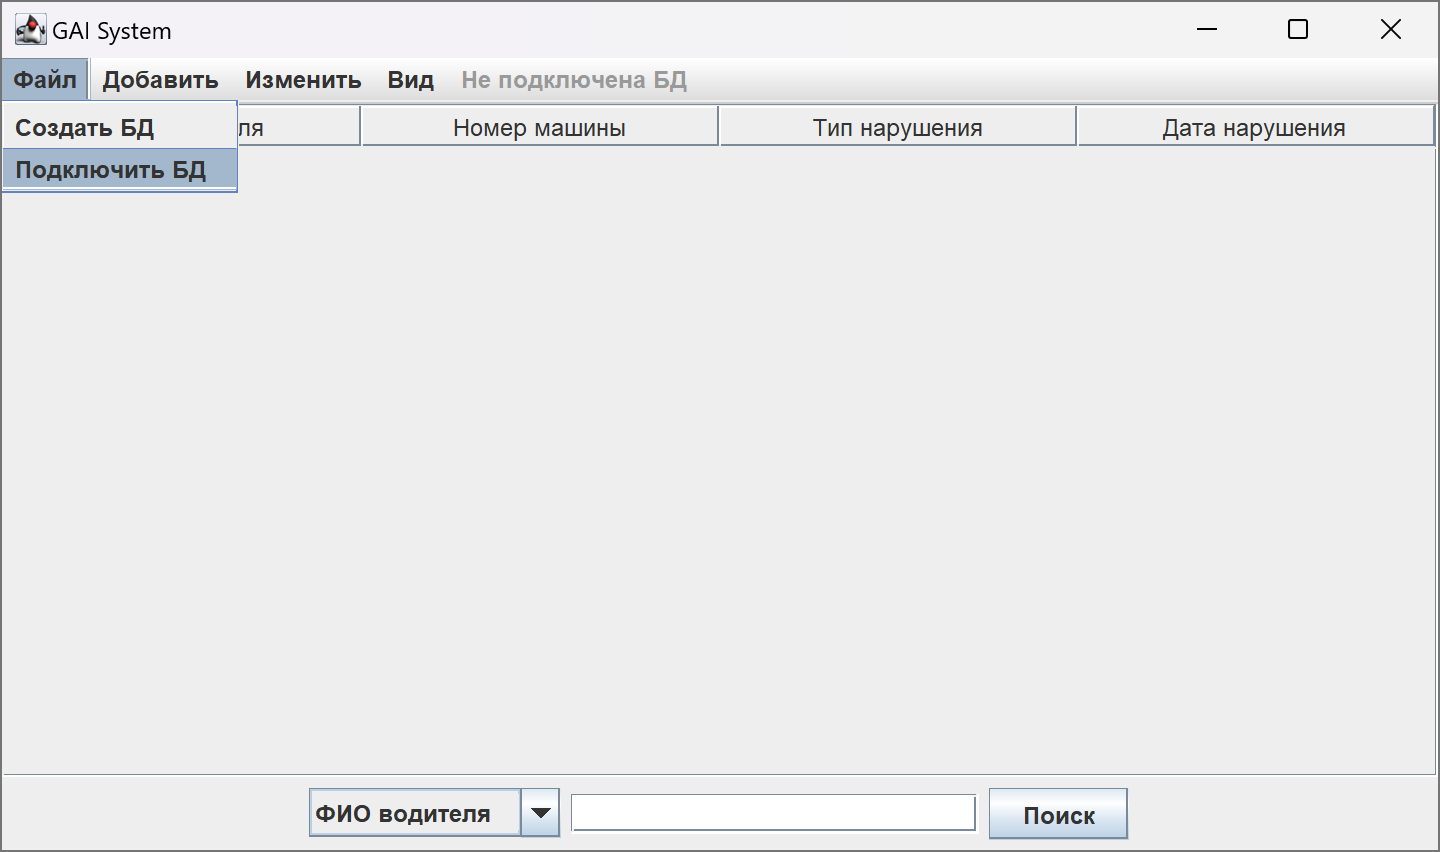 GAI System
Файл Добавить Изменить Вид Не подключена БД
Создать БД
Подключить БД
ля Номер машины Тип нарушения Дата нарушения
ФИО водителя Поиск